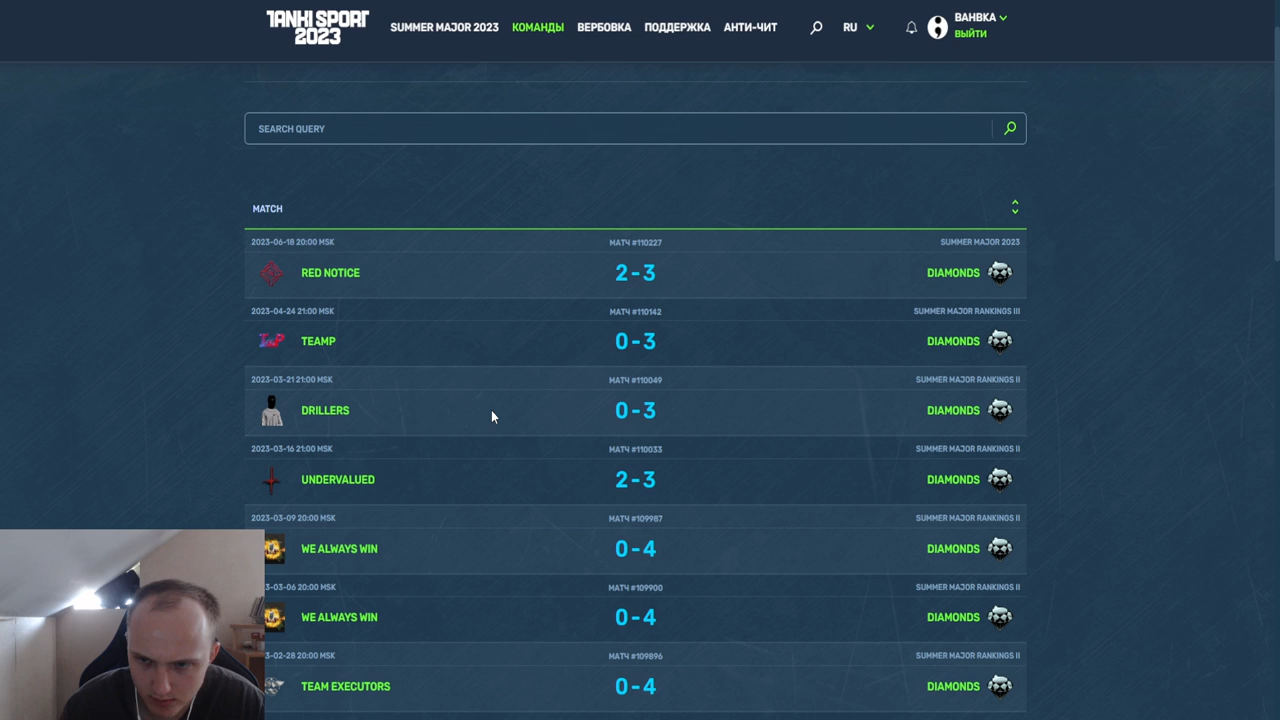 TANKI SPORT
2023
SUMMER MAJOR 2023 КОМАНДЫ ВЕРБОВКА ПОДДЕРЖКА АНТИ-ЧИТ RU ВАНВКА
ВЫЙТИ
SEARCH QUERY
MATCH
2023-06-18 20:00 MSK МАТЧ #110227 SUMMER MAJOR 2023
RED NOTICE 2 - 3 DIAMONDS
2023-04-24 21:00 MSK МАТЧ #110142 SUMMER MAJOR RANKINGS III
TEAMP 0 - 3 DIAMONDS
2023-03-21 21:00 MSK МАТЧ #110049 SUMMER MAJOR RANKINGS II
DRILLERS 0 - 3 DIAMONDS
2023-03-16 21:00 MSK МАТЧ #110033 SUMMER MAJOR RANKINGS II
UNDERVALUED 2 - 3 DIAMONDS
2023-03-09 20:00 MSK МАТЧ #109987 SUMMER MAJOR RANKINGS II
WE ALWAYS WIN 0 - 4 DIAMONDS
3-03-06 20:00 MSK МАТЧ #109900 SUMMER MAJOR RANKINGS II
WE ALWAYS WIN 0 - 4 DIAMONDS
3-02-28 20:00 MSK МАТЧ #109896 SUMMER MAJOR RANKINGS II
TEAM EXECUTORS 0 - 4 DIAMONDS